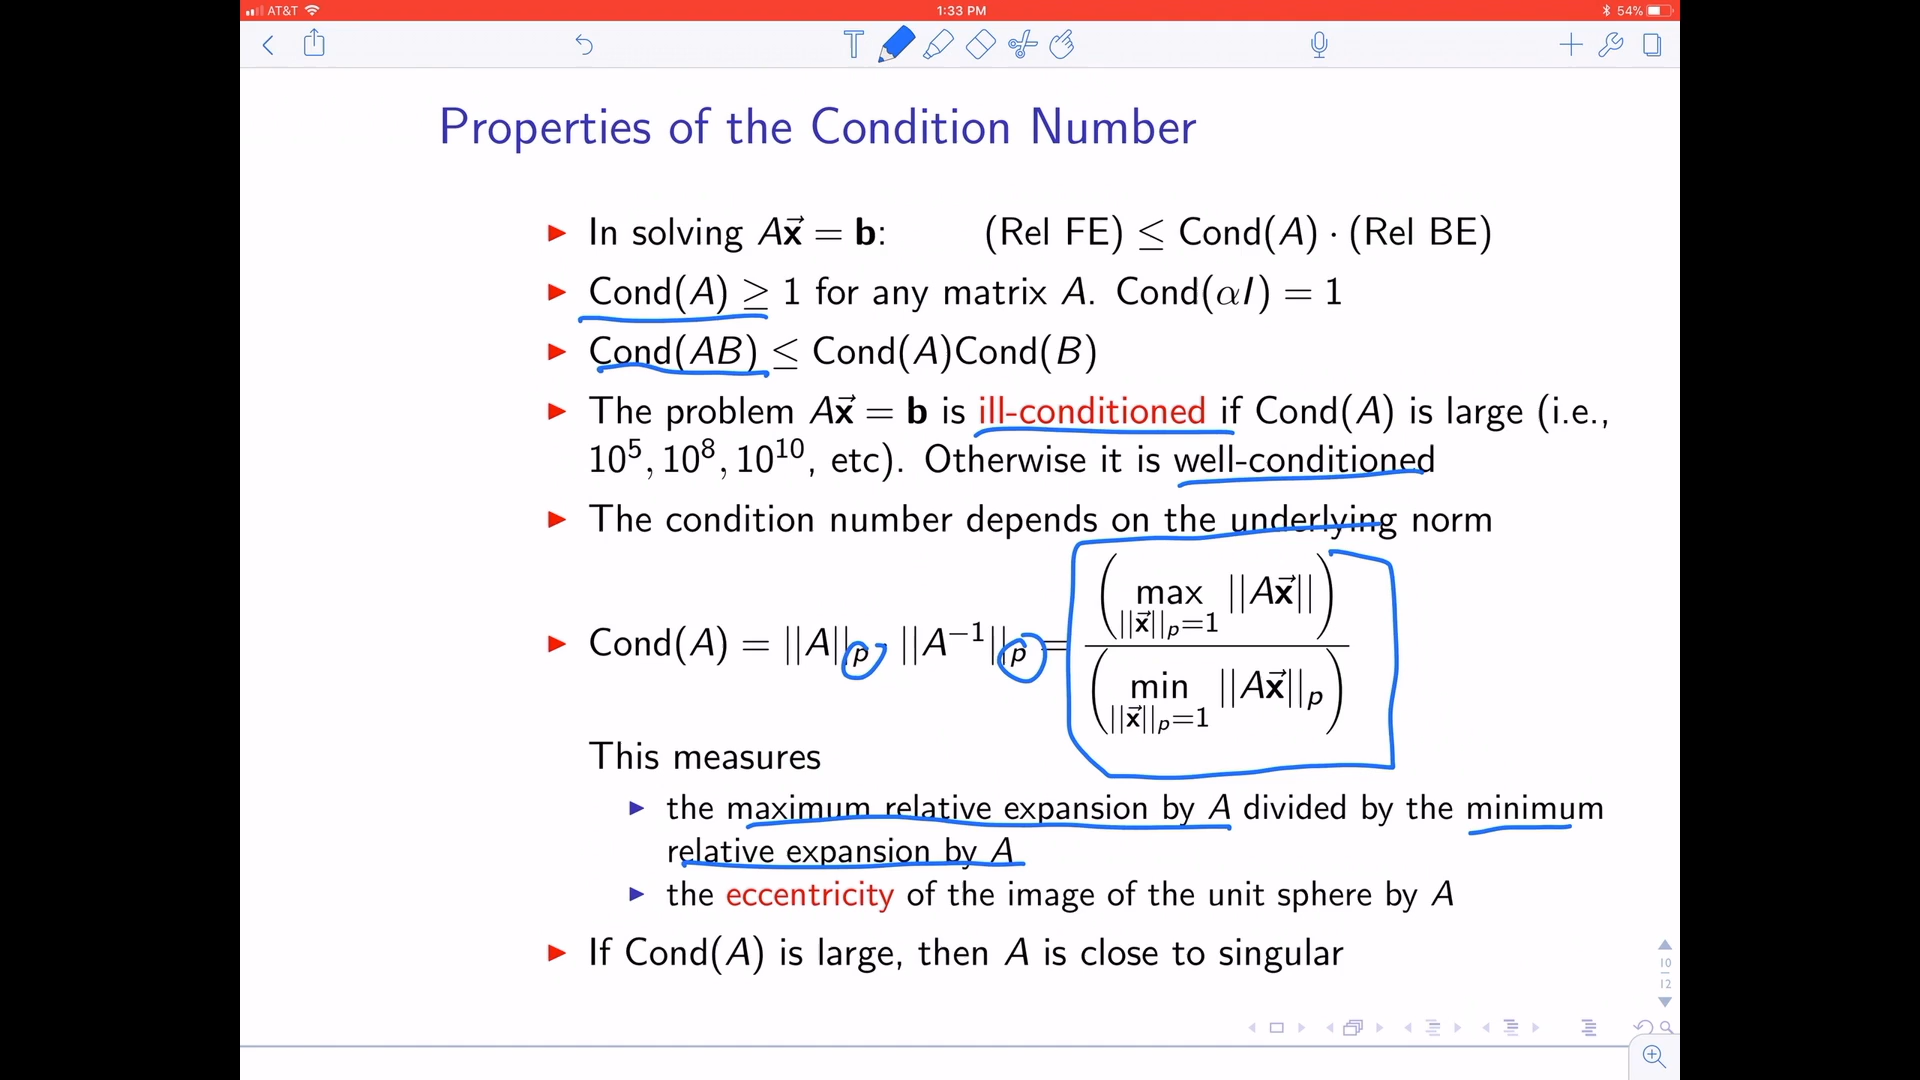 AT&T 1:33 PM 54%
T
Properties of the Condition Number
▶ In solving Ax⃗ = b: (Rel FE) ≤ Cond(A) · (Rel BE)
▶ Cond(A) ≥ 1 for any matrix A. Cond(αI) = 1
▶ Cond(AB) ≤ Cond(A)Cond(B)
▶ The problem Ax⃗ = b is ill-conditioned if Cond(A) is large (i.e.,
10⁵, 10⁸, 10¹⁰, etc). Otherwise it is well-conditioned
▶ The condition number depends on the underlying norm
▶ Cond(A) = ||A||ₚ · ||A⁻¹||ₚ = (max_{||x⃗||ₚ=1} ||Ax⃗||) / (min_{||x⃗||ₚ=1} ||Ax⃗||ₚ)
This measures
▶ the maximum relative expansion by A divided by the minimum
relative expansion by A
▶ the eccentricity of the image of the unit sphere by A
▶ If Cond(A) is large, then A is close to singular
10
12